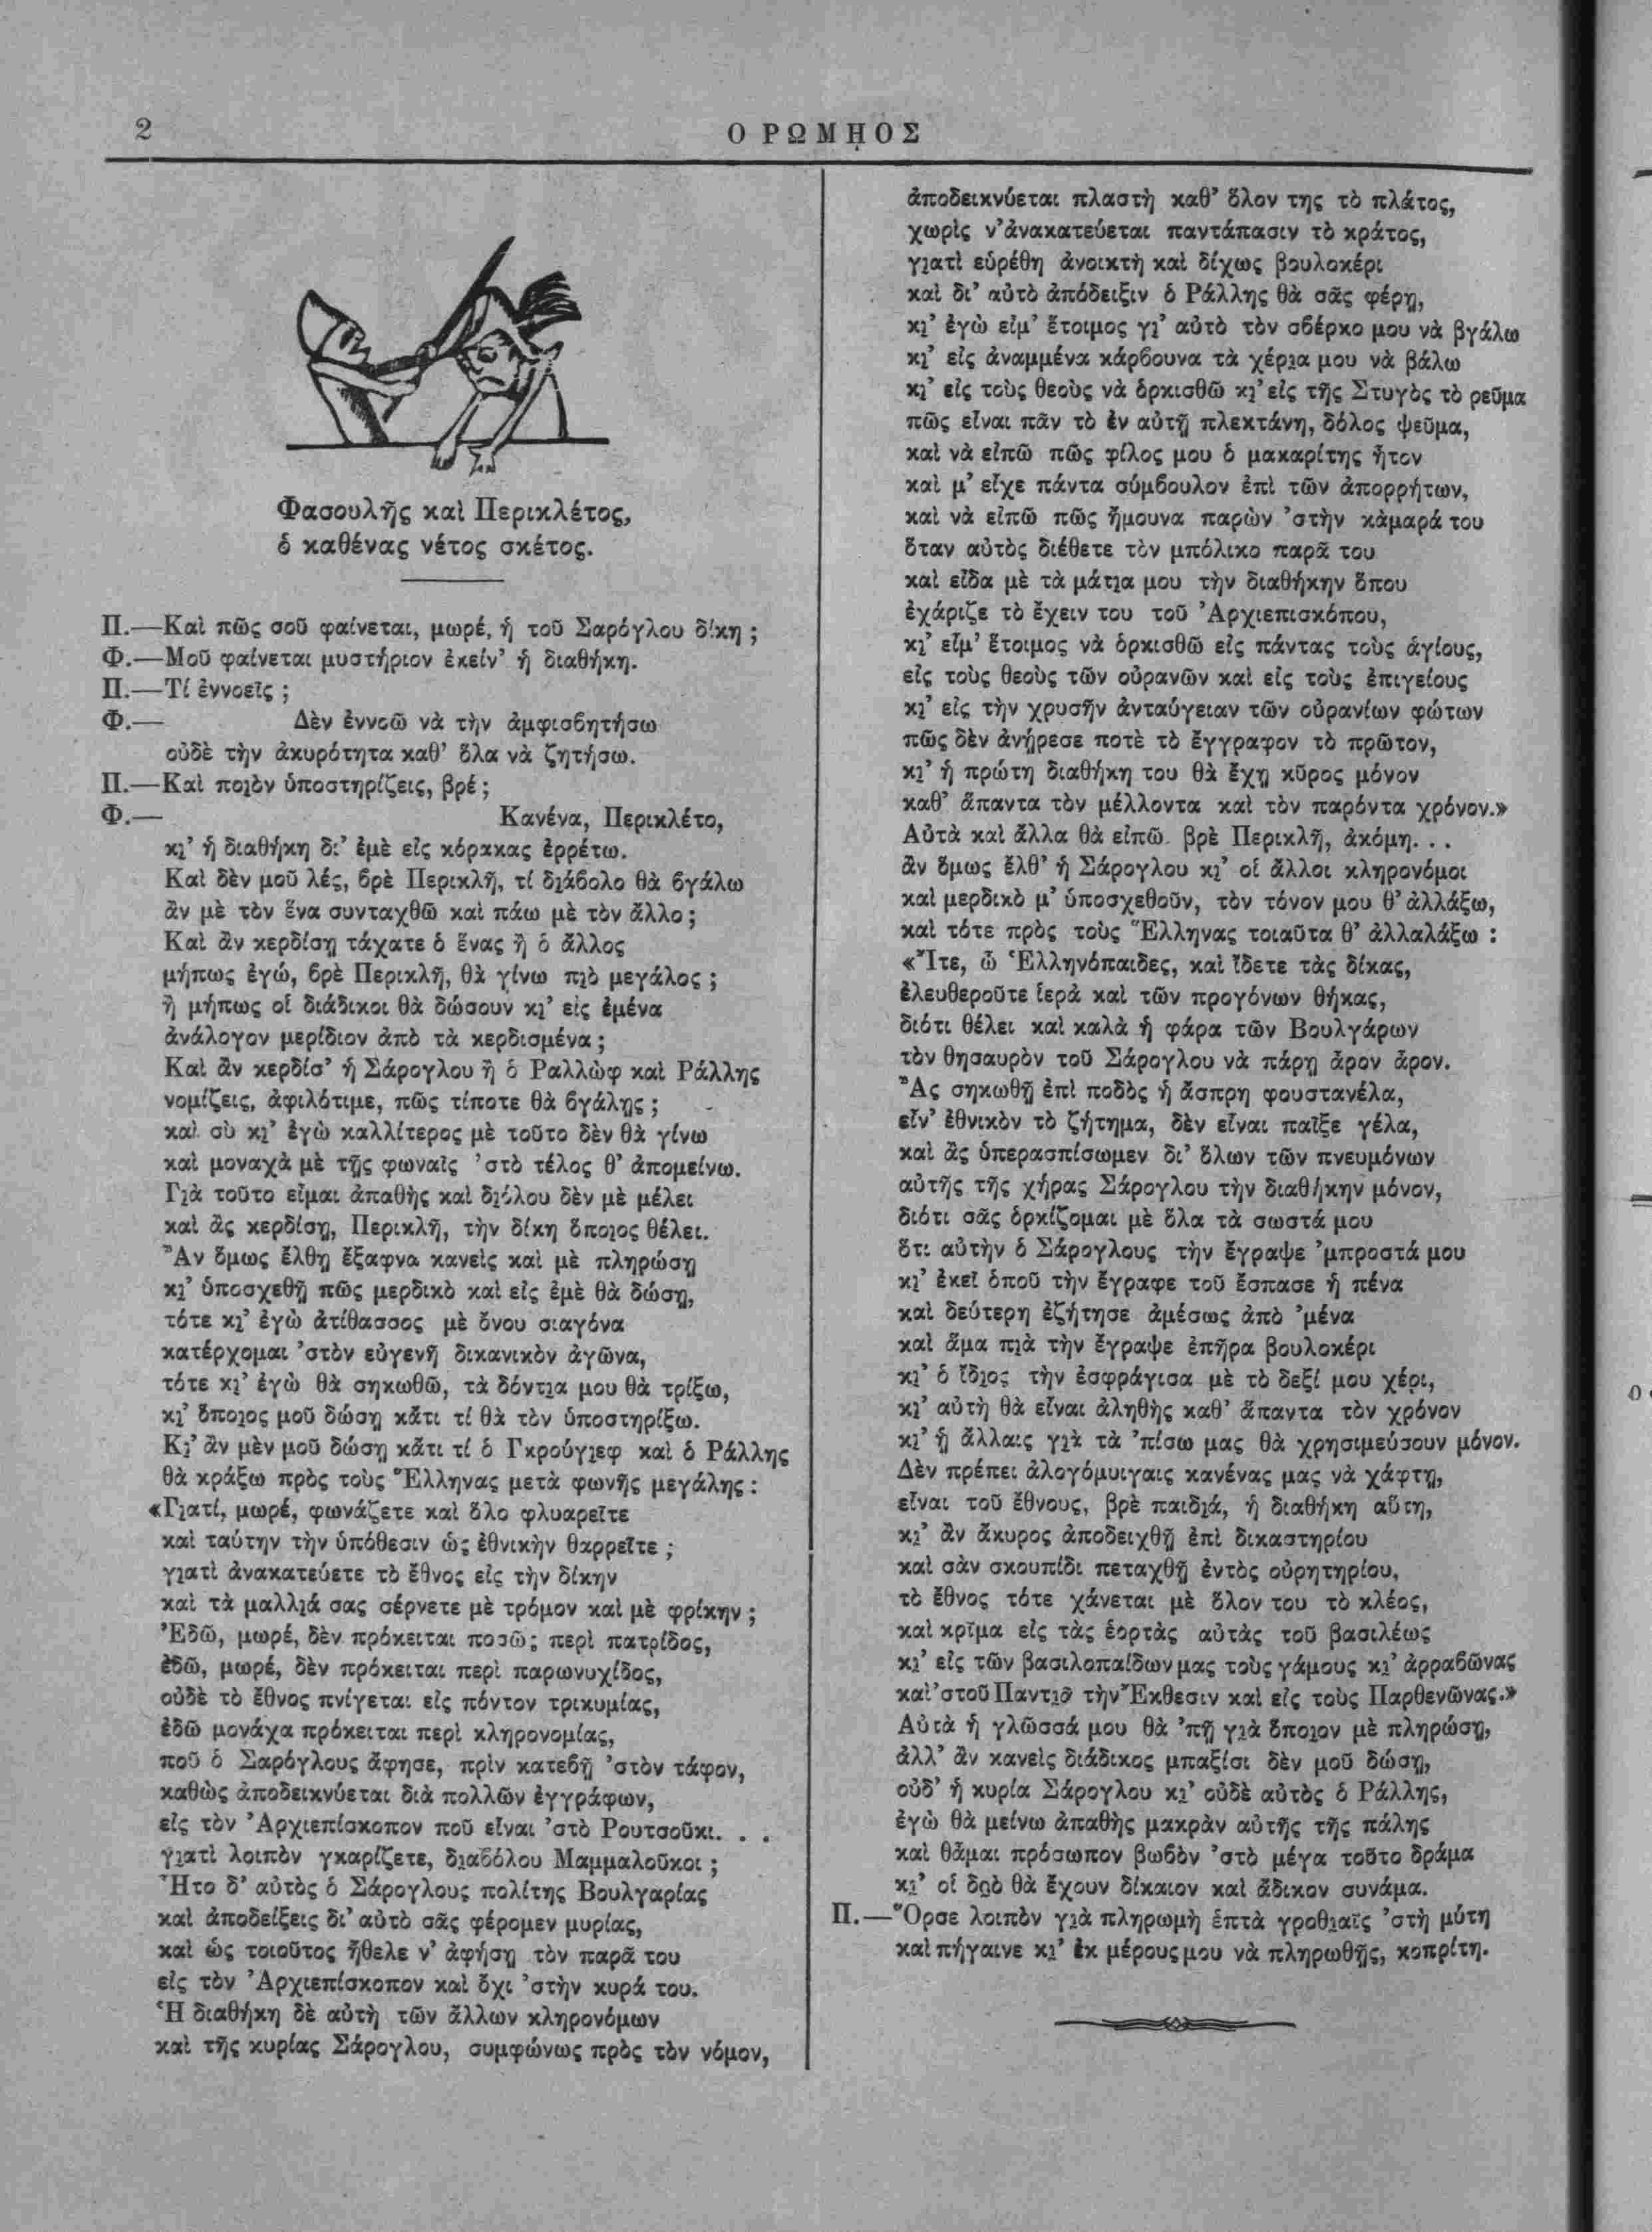 2
Ο ΡΩΜΗΟΣ
Φασουλῆς καὶ Περικλέτος,
ὁ καθένας νέτος σκέτος.
Π.—Καὶ πῶς σοῦ φαίνεται, μωρέ, ἡ τοῦ Σαρόγλου δίκη ;
Φ.—Μοῦ φαίνεται μυστήριον ἐκείν' ἡ διαθήκη.
Π.—Τί ἐννοεῖς ;
Φ.— Δὲν ἐννοῶ νὰ τὴν ἀμφισβητήσω
οὐδὲ τὴν ἀκυρότητα καθ' ὅλα νὰ ζητήσω.
Π.—Καὶ ποιὸν ὑποστηρίζεις, βρέ ;
Φ.— Κανένα, Περικλέτο,
κι' ἡ διαθήκη δι' ἐμὲ εἰς κόρακας ἐρρέτω.
Καὶ δὲν μοῦ λές, βρὲ Περικλῆ, τί διάβολο θὰ βγάλω
ἂν μὲ τὸν ἕνα συνταχθῶ καὶ πάω μὲ τὸν ἄλλο ;
Καὶ ἂν κερδίσῃ τάχατε ὁ ἕνας ἢ ὁ ἄλλος
μήπως ἐγώ, βρὲ Περικλῆ, θὰ γίνω πιὸ μεγάλος ;
ἢ μήπως οἱ διάδικοι θὰ δώσουν κι' εἰς ἐμένα
ἀνάλογον μερίδιον ἀπὸ τὰ κερδισμένα ;
Καὶ ἂν κερδίσ' ἡ Σάρογλου ἢ ὁ Ραλλὼφ καὶ Ράλλης
νομίζεις, ἀφιλότιμε, πῶς τίποτε θὰ βγάλῃς ;
καὶ σὺ κι' ἐγὼ καλλίτερος μὲ τοῦτο δὲν θὰ γίνω
καὶ μοναχὰ μὲ τῇς φωναῖς 'στὸ τέλος θ' ἀπομείνω.
Γιὰ τοῦτο εἶμαι ἀπαθὴς καὶ διόλου δὲν μὲ μέλει
καὶ ἂς κερδίσῃ, Περικλῆ, τὴν δίκη ὅποιος θέλει.
Ἂν ὅμως ἔλθῃ ἔξαφνα κανεὶς καὶ μὲ πληρώσῃ
κι' ὑποσχεθῇ πῶς μερδικὸ καὶ εἰς ἐμὲ θὰ δώσῃ,
τότε κι' ἐγὼ ἀτίθασσος μὲ ὄνου σιαγόνα
κατέρχομαι 'στὸν εὐγενῆ δικανικὸν ἀγῶνα,
τότε κι' ἐγὼ θὰ σηκωθῶ, τὰ δόντια μου θὰ τρίξω,
κι' ὅποιος μοῦ δώσῃ κᾶτι τί θὰ τὸν ὑποστηρίξω.
Κι' ἂν μὲν μοῦ δώσῃ κᾶτι τί ὁ Γκρούγιεφ καὶ ὁ Ράλλης
θὰ κράξω πρὸς τοὺς Ἕλληνας μετὰ φωνῆς μεγάλης :
«Γιατί, μωρέ, φωνάζετε καὶ ὅλο φλυαρεῖτε
καὶ ταύτην τὴν ὑπόθεσιν ὡς ἐθνικὴν θαρρεῖτε ;
γιατὶ ἀνακατεύετε τὸ ἔθνος εἰς τὴν δίκην
καὶ τὰ μαλλιά σας σέρνετε μὲ τρόμον καὶ μὲ φρίκην ;
Ἐδῶ, μωρέ, δὲν πρόκειται ποσῶς περὶ πατρίδος,
ἐδῶ, μωρέ, δὲν πρόκειται περὶ παρωνυχίδος,
οὐδὲ τὸ ἔθνος πνίγεται εἰς πόντον τρικυμίας,
ἐδῶ μονάχα πρόκειται περὶ κληρονομίας,
ποῦ ὁ Σαρόγλους ἄφησε, πρὶν κατεβῇ 'στὸν τάφον,
καθὼς ἀποδεικνύεται διὰ πολλῶν ἐγγράφων,
εἰς τὸν Ἀρχιεπίσκοπον ποῦ εἶναι 'στὸ Ρουτσοῦκι. . .
γιατὶ λοιπὸν γκαρίζετε, διαβόλου Μαμμαλοῦκοι ;
Ἦτο δ' αὐτὸς ὁ Σάρογλους πολίτης Βουλγαρίας
καὶ ἀποδείξεις δι' αὐτὸ σᾶς φέρομεν μυρίας,
καὶ ὡς τοιοῦτος ἤθελε ν' ἀφήσῃ τὸν παρᾶ του
εἰς τὸν Ἀρχιεπίσκοπον καὶ ὄχι 'στὴν κυρά του.
Ἡ διαθήκη δὲ αὐτὴ τῶν ἄλλων κληρονόμων
καὶ τῆς κυρίας Σάρογλου, συμφώνως πρὸς τὸν νόμον,
ἀποδεικνύεται πλαστὴ καθ' ὅλον της τὸ πλάτος,
χωρὶς ν' ἀνακατεύεται παντάπασιν τὸ κράτος,
γιατὶ εὑρέθη ἀνοικτὴ καὶ δίχως βουλοκέρι
καὶ δι' αὐτὸ ἀπόδειξιν ὁ Ράλλης θὰ σᾶς φέρῃ,
κι' ἐγὼ εἶμ' ἕτοιμος γι' αὐτὸ τὸν σβέρκο μου νὰ βγάλω
κι' εἰς ἀναμμένα κάρβουνα τὰ χέρια μου νὰ βάλω
κι' εἰς τοὺς θεοὺς νὰ ὁρκισθῶ κι' εἰς τῆς Στυγὸς τὸ ρεῦμα
πῶς εἶναι πᾶν τὸ ἐν αὐτῇ πλεκτάνη, δόλος ψεῦμα,
καὶ νὰ εἰπῶ πῶς φίλος μου ὁ μακαρίτης ἦτον
καὶ μ' εἶχε πάντα σύμβουλον ἐπὶ τῶν ἀπορρήτων,
καὶ νὰ εἰπῶ πῶς ἤμουνα παρὼν 'στὴν κὰμαρά του
ὅταν αὐτὸς διέθετε τὸν μπόλικο παρᾶ του
καὶ εἶδα μὲ τὰ μάτια μου τὴν διαθήκην ὅπου
ἐχάριζε τὸ ἔχειν του τοῦ Ἀρχιεπισκόπου,
κι' εἶμ' ἕτοιμος νὰ ὁρκισθῶ εἰς πάντας τοὺς ἁγίους,
εἰς τοὺς θεοὺς τῶν οὐρανῶν καὶ εἰς τοὺς ἐπιγείους
κι' εἰς τὴν χρυσῆν ἀνταύγειαν τῶν οὐρανίων φώτων
πῶς δὲν ἀνῄρεσε ποτὲ τὸ ἔγγραφον τὸ πρῶτον,
κι' ἡ πρώτη διαθήκη του θὰ ἔχῃ κῦρος μόνον
καθ' ἅπαντα τὸν μέλλοντα καὶ τὸν παρόντα χρόνον.»
Αὐτὰ καὶ ἄλλα θὰ εἰπῶ. βρὲ Περικλῆ, ἀκόμη. . .
ἂν ὅμως ἔλθ' ἡ Σάρογλου κι' οἱ ἄλλοι κληρονόμοι
καὶ μερδικὸ μ' ὑποσχεθοῦν, τὸν τόνον μου θ' ἀλλάξω,
καὶ τότε πρὸς τοὺς Ἕλληνας τοιαῦτα θ' ἀλλαλάξω :
«Ἴτε, ὦ Ἑλληνόπαιδες, καὶ ἴδετε τὰς δίκας,
ἐλευθεροῦτε ἱερὰ καὶ τῶν προγόνων θήκας,
διότι θέλει καὶ καλὰ ἡ φάρα τῶν Βουλγάρων
τὸν θησαυρὸν τοῦ Σάρογλου νὰ πάρῃ ἆρον ἆρον.
Ἂς σηκωθῇ ἐπὶ ποδὸς ἡ ἄσπρη φουστανέλα,
εἶν' ἐθνικὸν τὸ ζήτημα, δὲν εἶναι παῖξε γέλα,
καὶ ἂς ὑπερασπίσωμεν δι' ὅλων τῶν πνευμόνων
αὐτῆς τῆς χήρας Σάρογλου τὴν διαθήκην μόνον,
διότι σᾶς ὁρκίζομαι μὲ ὅλα τὰ σωστά μου
ὅτι αὐτὴν ὁ Σάρογλους τὴν ἔγραψε 'μπροστά μου
κι' ἐκεῖ ὁποῦ τὴν ἔγραφε τοῦ ἔσπασε ἡ πένα
καὶ δεύτερη ἐζήτησε ἀμέσως ἀπὸ 'μένα
καὶ ἅμα πιὰ τὴν ἔγραψε ἐπῆρα βουλοκέρι
κι' ὁ ἴδιος τὴν ἐσφράγισα μὲ τὸ δεξί μου χέρι,
κι' αὐτὴ θὰ εἶναι ἀληθὴς καθ' ἅπαντα τὸν χρόνον
κι' ᾑ ἄλλαις γιὰ τὰ 'πίσω μας θὰ χρησιμεύσουν μόνον.
Δὲν πρέπει ἀλογόμυιγαις κανένας μας νὰ χάφτῃ,
εἶναι τοῦ ἔθνους, βρὲ παιδιά, ἡ διαθήκη αὕτη,
κι' ἂν ἄκυρος ἀποδειχθῇ ἐπὶ δικαστηρίου
καὶ σὰν σκουπίδι πεταχθῇ ἐντὸς οὐρητηρίου,
τὸ ἔθνος τότε χάνεται μὲ ὅλον του τὸ κλέος,
καὶ κρῖμα εἰς τὰς ἑορτὰς αὐτὰς τοῦ βασιλέως
κι' εἰς τῶν βασιλοπαίδων μας τοὺς γάμους κι' ἀρραβῶνας
καὶ 'στοῦ Παντιᾶ τὴν Ἔκθεσιν καὶ εἰς τοὺς Παρθενῶνας.»
Αὐτὰ ἡ γλῶσσά μου θὰ 'πῇ γιὰ ὅποιον μὲ πληρώσῃ,
ἀλλ' ἂν κανεὶς διάδικος μπαξίσι δὲν μοῦ δώσῃ,
οὐδ' ἡ κυρία Σάρογλου κι' οὐδὲ αὐτὸς ὁ Ράλλης,
ἐγὼ θὰ μείνω ἀπαθὴς μακρὰν αὐτῆς τῆς πάλης
καὶ θἆμαι πρόσωπον βωβὸν 'στὸ μέγα τοῦτο δράμα
κι' οἱ δυὸ θὰ ἔχουν δίκαιον καὶ ἄδικον συνάμα.
Π.—Ὅρσε λοιπὸν γιὰ πληρωμὴ ἑπτὰ γροθιαῖς 'στὴ μύτη
καὶ πήγαινε κι' ἐκ μέρους μου νὰ πληρωθῇς, κοπρίτη.